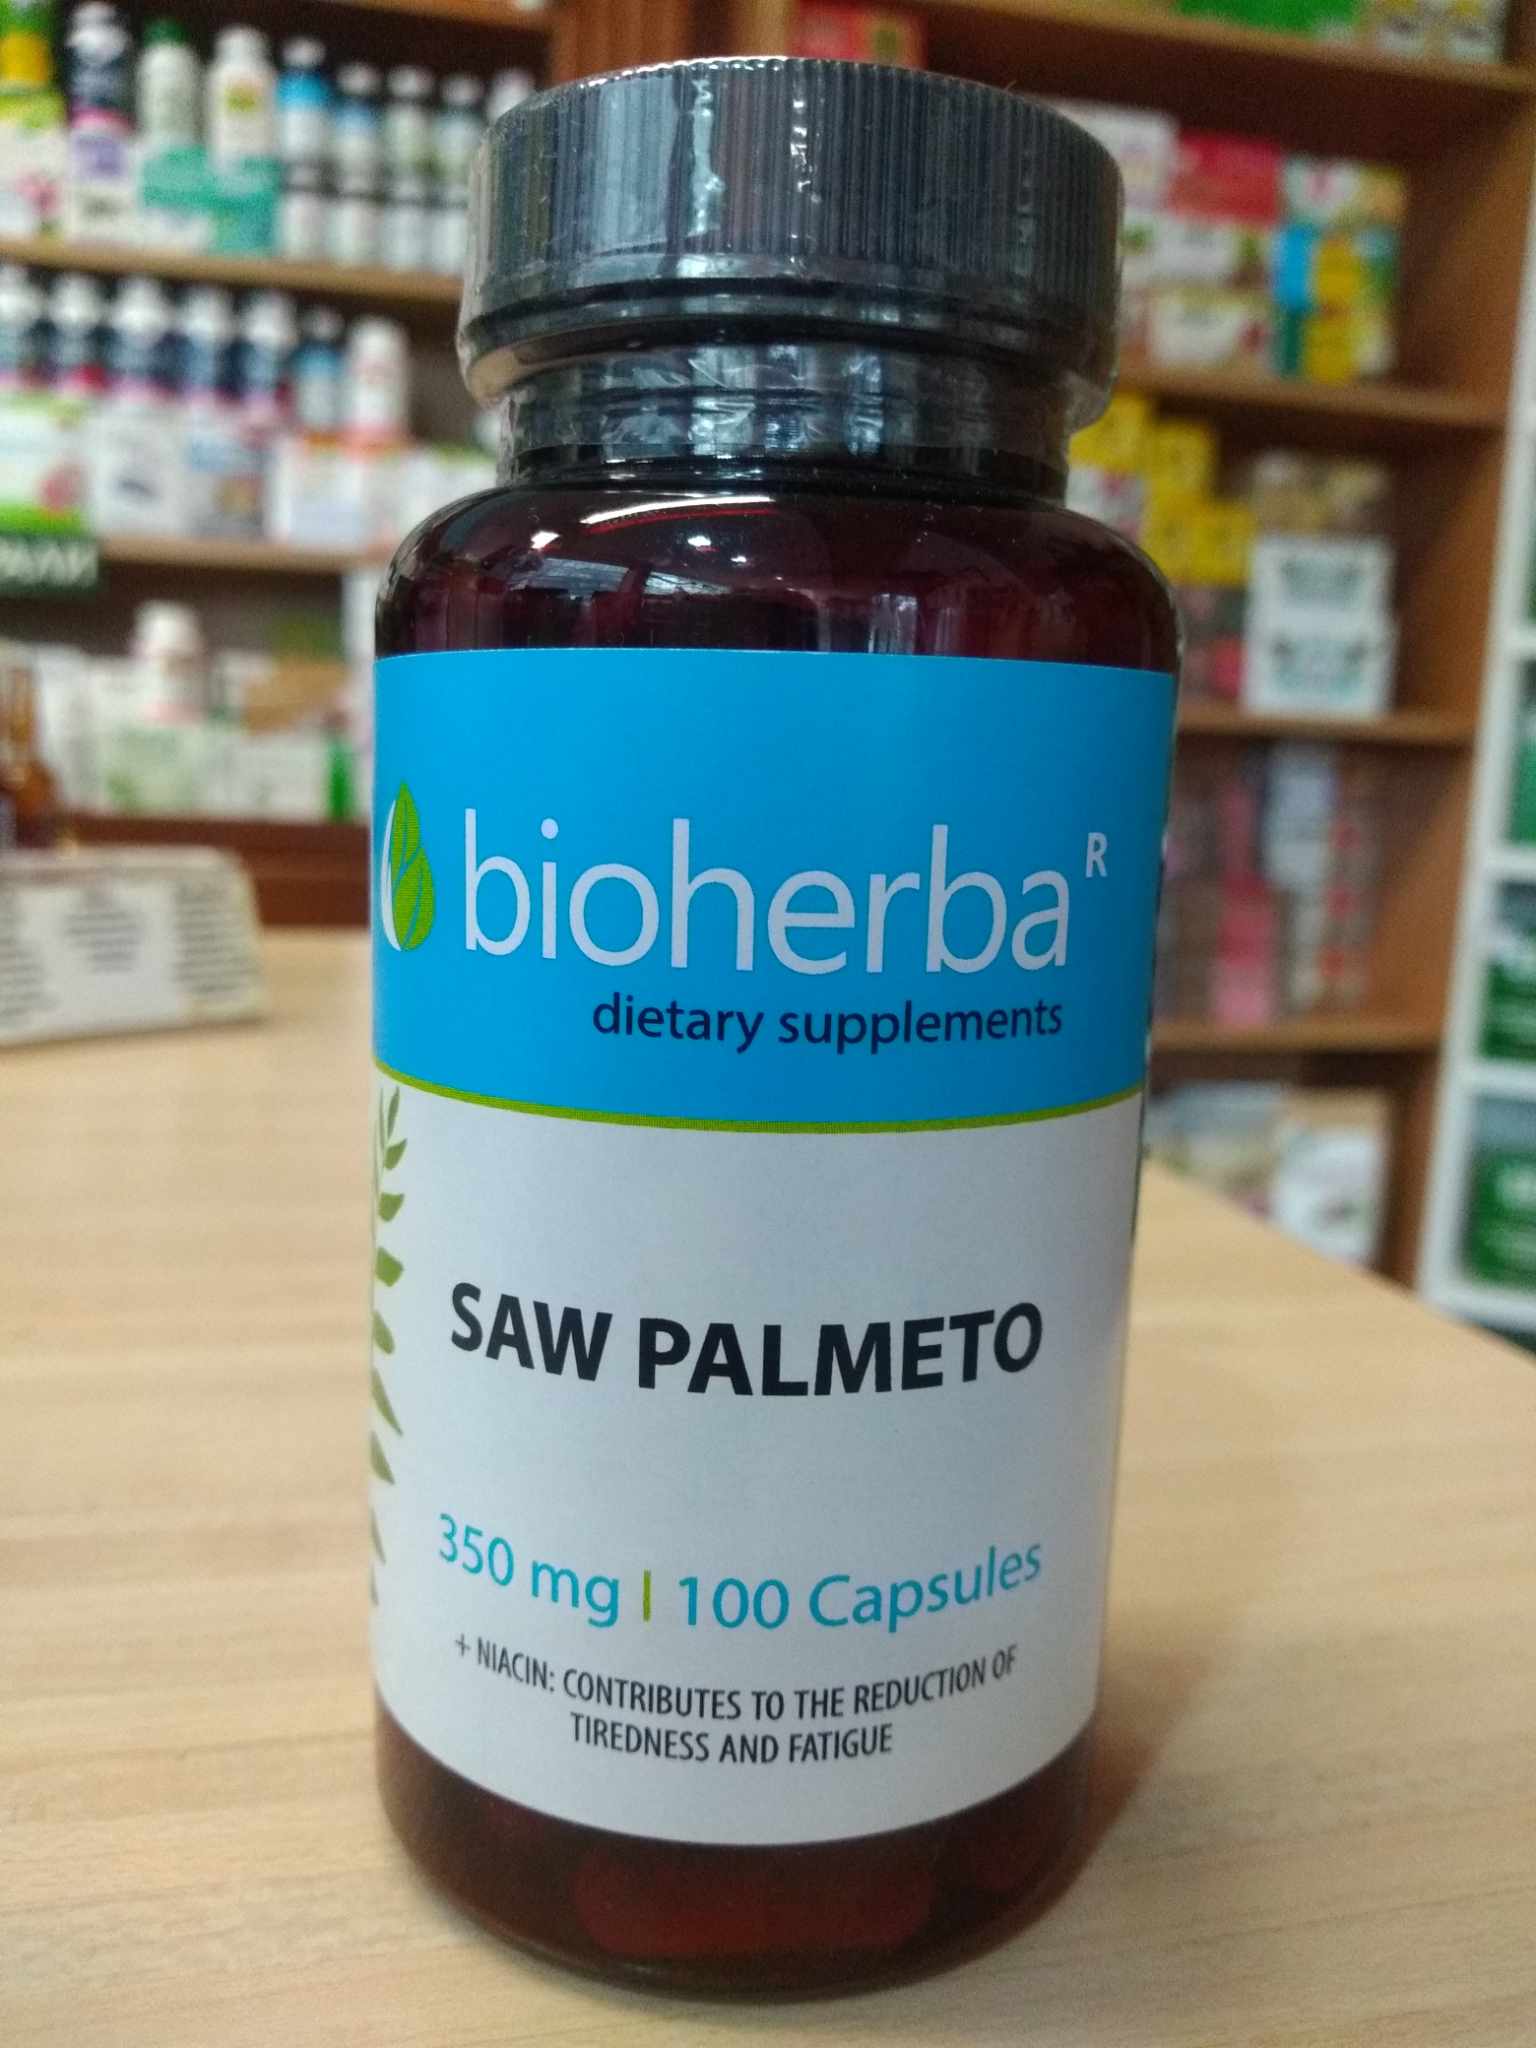 bioherba R
dietary supplements
SAW PALMETO
350 mg | 100 Capsules
+ NIACIN: CONTRIBUTES TO THE REDUCTION OF
TIREDNESS AND FATIGUE